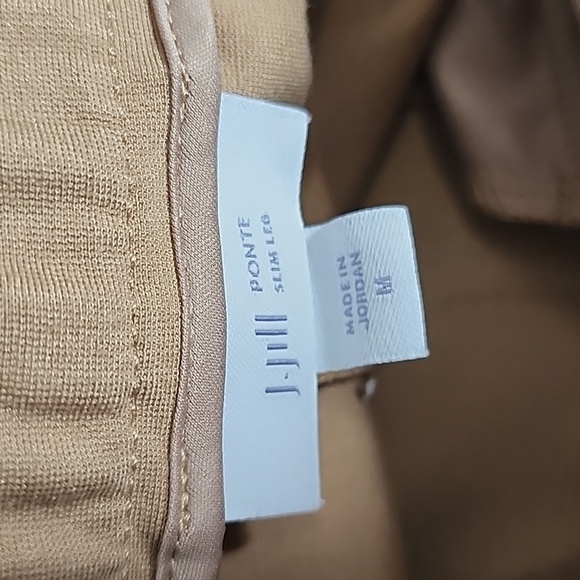 J.Jill
PONTE
SLIM LEG
MADE IN
JORDAN
M